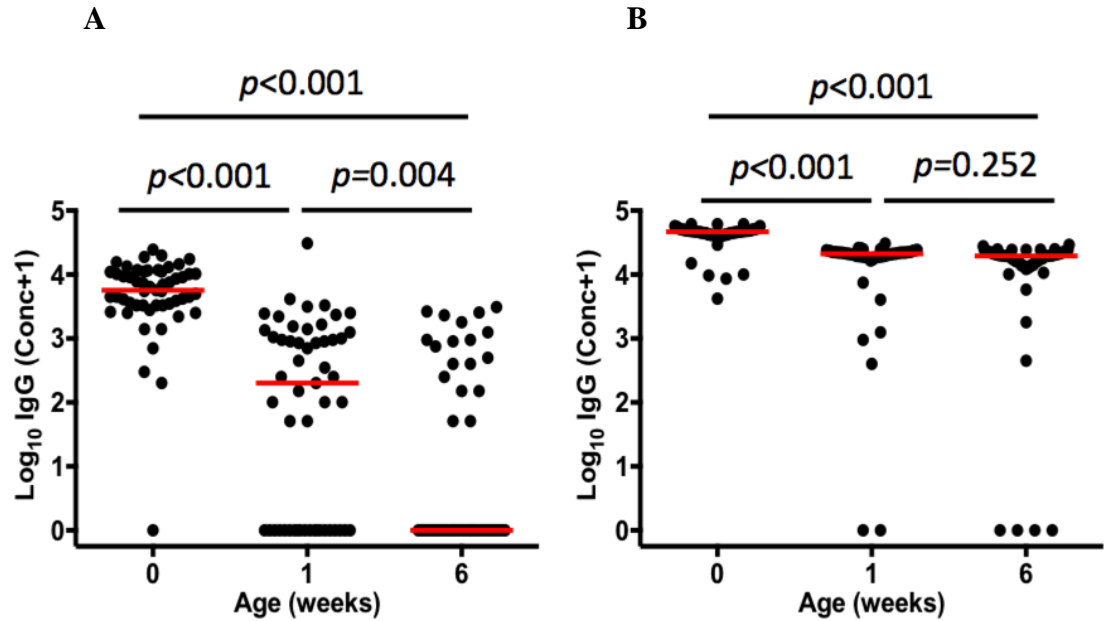 A
B
p<0.001
p<0.001
p<0.001
p=0.004
p<0.001
p=0.252
Log10 IgG (Conc+1)
5
4
3
2
1
0
0
1
6
Age (weeks)
Log10 IgG (Conc+1)
5
4
3
2
1
0
0
1
6
Age (weeks)